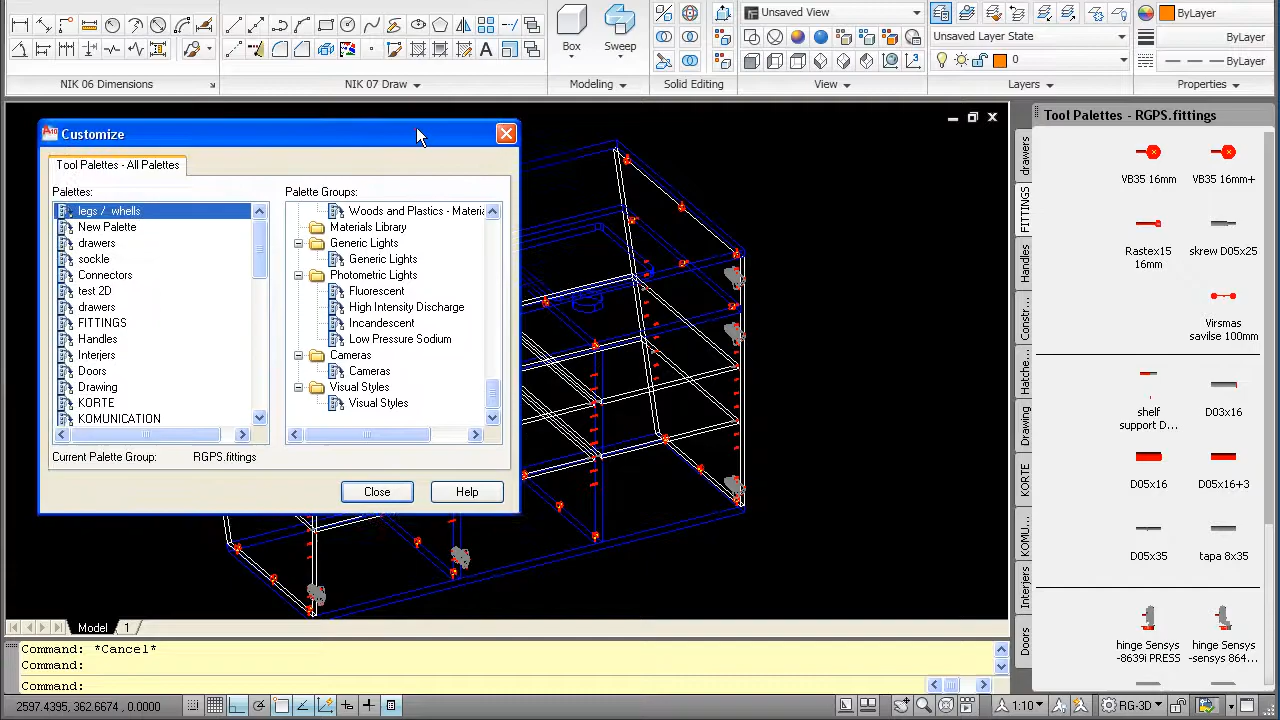 Unsaved View
ByLayer
Unsaved Layer State
ByLayer
Box
Sweep
0
ByLayer
NIK 06 Dimensions
NIK 07 Draw
Modeling
Solid Editing
View
Layers
Properties
Customize
Tool Palettes - All Palettes
Palettes:
legs / whells
New Palette
drawers
sockle
Connectors
test 2D
drawers
FITTINGS
Handles
Interjers
Doors
Drawing
KORTE
KOMUNICATION
Palette Groups:
Woods and Plastics - Materia
Materials Library
Generic Lights
Generic Lights
Photometric Lights
Fluorescent
High Intensity Discharge
Incandescent
Low Pressure Sodium
Cameras
Cameras
Visual Styles
Visual Styles
Current Palette Group: RGPS.fittings
Close
Help
Tool Palettes - RGPS.fittings
drawers
FITTINGS
Handles
Constr...
Hatche...
Drawing
KORTE
KOMU...
Interjers
Doors
VB35 16mm
VB35 16mm+
Rastex15
16mm
skrew D05x25
Virsmas
savilse 100mm
shelf
support D...
D03x16
D05x16
D05x16+3
D05x35
tapa 8x35
hinge Sensys
-8639i PRESS
hinge Sensys
-sensys 864...
Model
1
Command: *Cancel*
Command:
Command:
2597.4395, 362.6674 , 0.0000
1:10
RG-3D